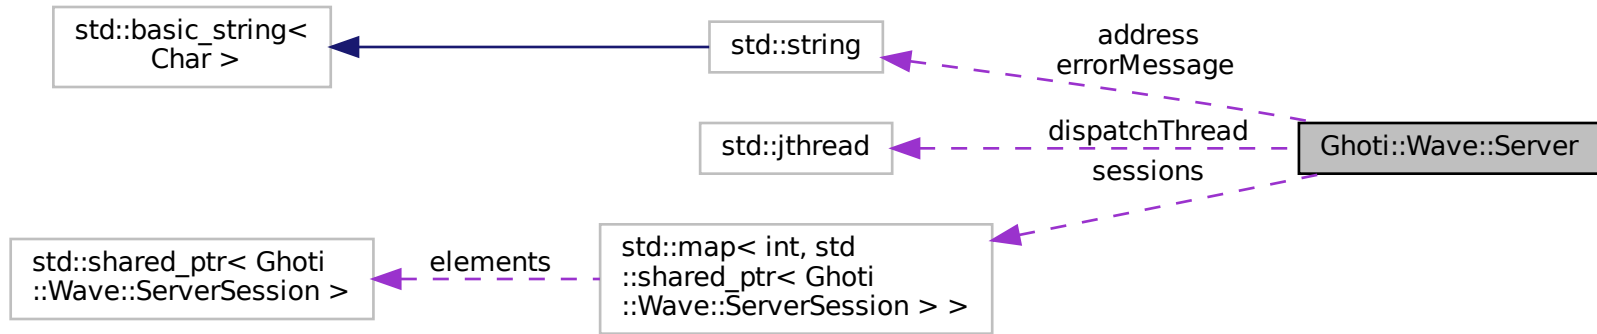 std::basic_string<
Char >
std::string
address
errorMessage
std::jthread
dispatchThread
Ghoti::Wave::Server
sessions
std::shared_ptr< Ghoti
::Wave::ServerSession >
elements
std::map< int, std
::shared_ptr< Ghoti
::Wave::ServerSession > >